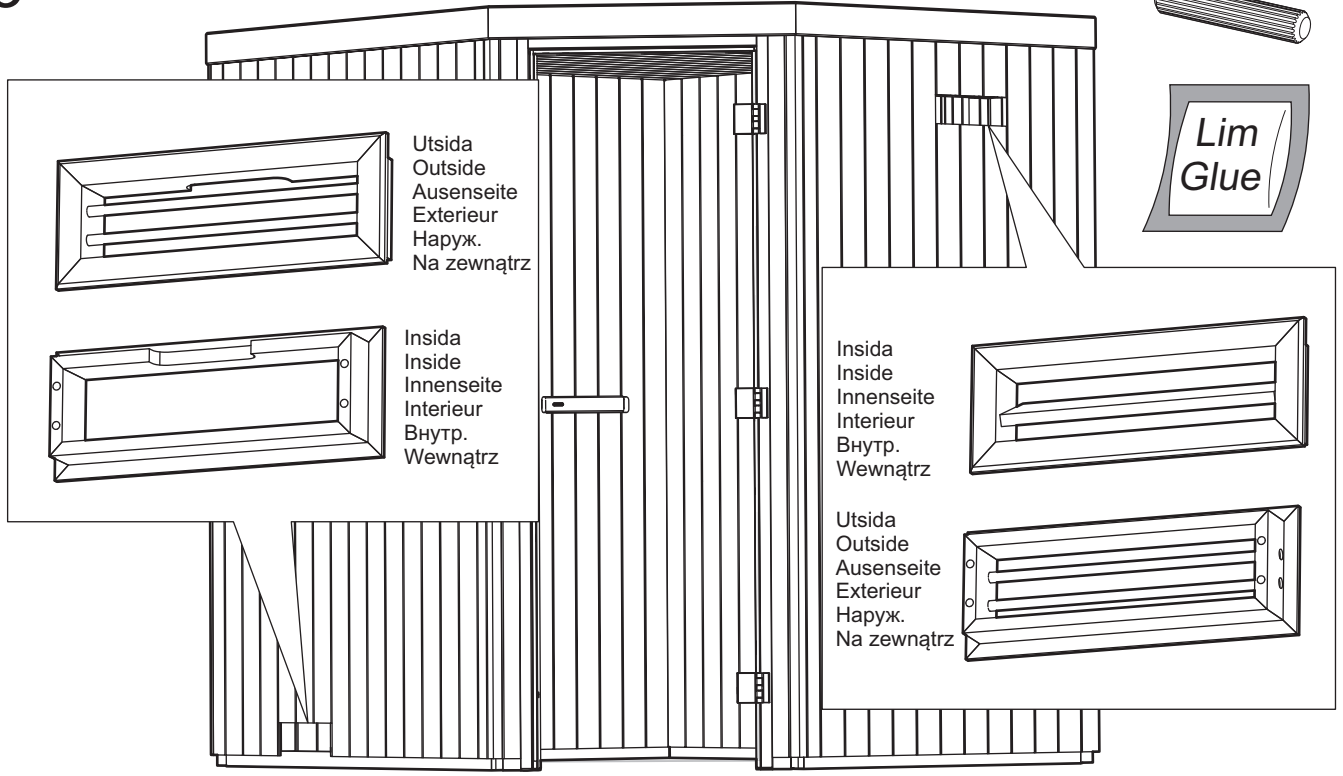 Utsida
Outside
Ausenseite
Exterieur
Наруж.
Na zewnątrz
Insida
Inside
Innenseite
Interieur
Внутр.
Wewnątrz
Lim
Glue
Insida
Inside
Innenseite
Interieur
Внутр.
Wewnątrz
Utsida
Outside
Ausenseite
Exterieur
Наруж.
Na zewnątrz